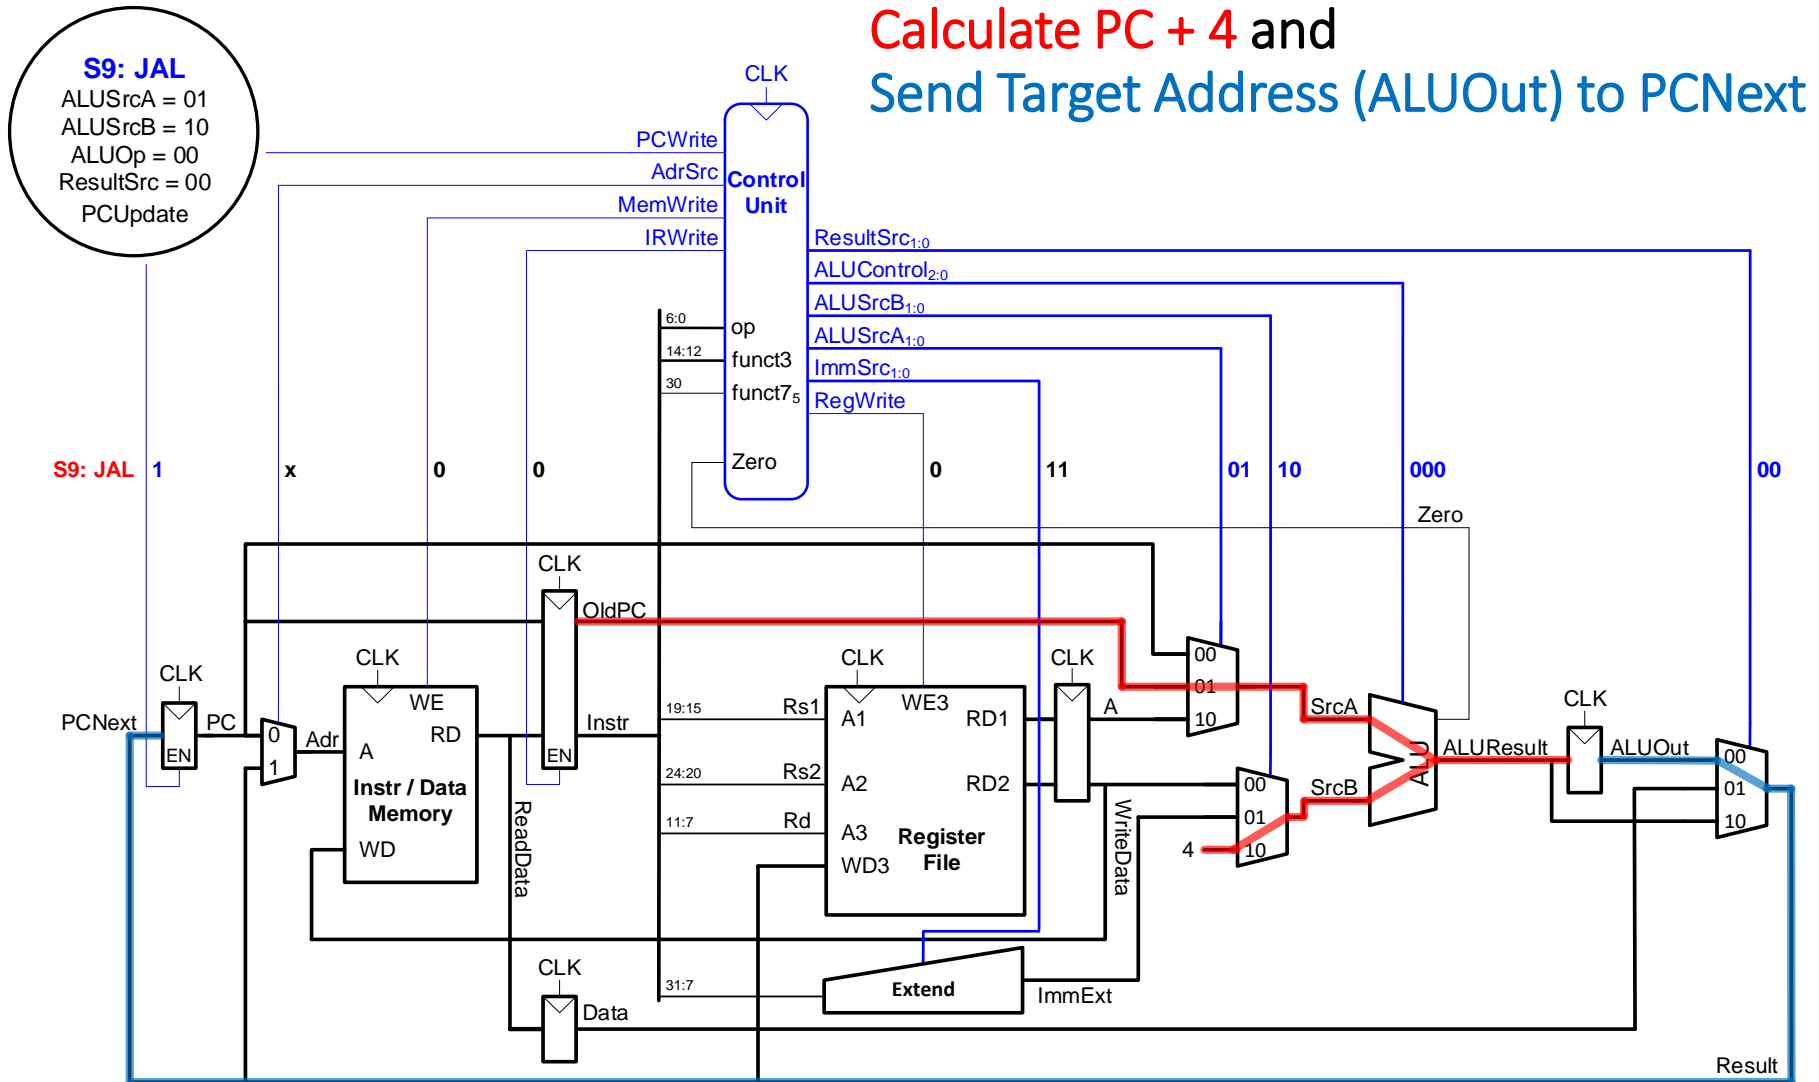 Calculate PC + 4 and
Send Target Address (ALUOut) to PCNext
S9: JAL
ALUSrcA = 01
ALUSrcB = 10
ALUOp = 00
ResultSrc = 00
PCUpdate
CLK
PCWrite
AdrSrc
MemWrite
IRWrite
Control
Unit
ResultSrc1:0
ALUControl2:0
ALUSrcB1:0
ALUSrcA1:0
ImmSrc1:0
RegWrite
6:0 op
14:12 funct3
30 funct75
Zero
S9: JAL 1 x 0 0 0 11 01 10 000 00
Zero
CLK
OldPC
CLK CLK CLK CLK
00
01
10
PCNext
EN
PC
0
1
Adr
WE
A
RD
Instr / Data
Memory
WD
EN
Instr
ReadData
19:15 Rs1 A1
WE3
RD1
A
24:20 Rs2 A2
RD2
11:7 Rd A3
WD3
Register
File
WriteData
00
01
4 10
SrcA
SrcB
ALU
ALUResult
CLK
ALUOut
00
01
10
CLK
Data
31:7
Extend
ImmExt
Result